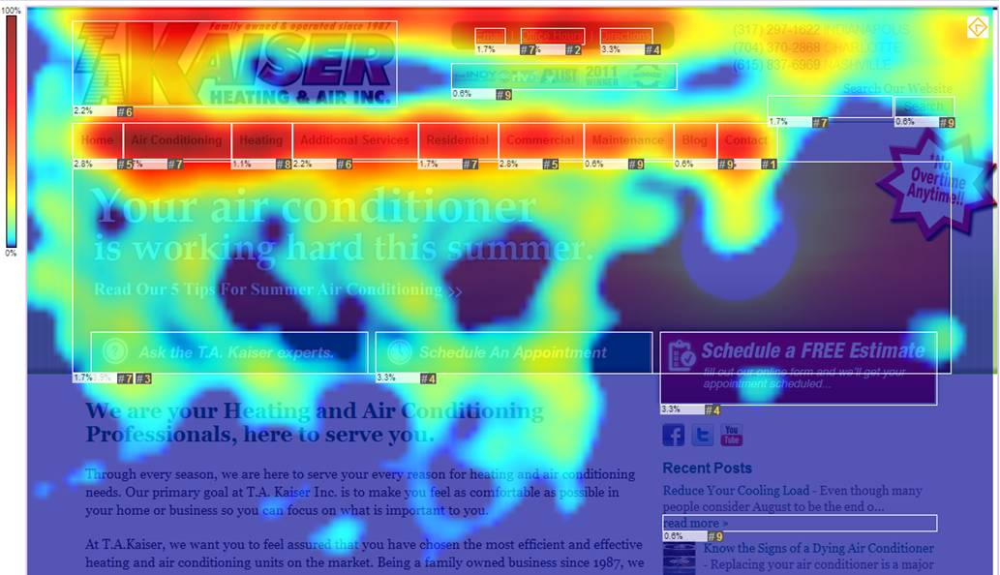 Family owned & operated since 1987
T.A. KAISER
HEATING & AIR INC.
2.2% #6
Email Office Hours Directions
1.7% #7 #2 3.3% #4
INDY
2011
WINNER
0.6% #9
(317) 297-1622 INDIANAPOLIS
(704) 370-2868 CHARLOTTE
(615) 837-6969 NASHVILLE
Search Our Website
Search
1.7% #7 0.6% #9
Home Air Conditioning Heating Additional Services Residential Commercial Maintenance Blog Contact
2.8% #5 #7 1.1% #8 2.2% #6 1.7% #7 2.8% #5 0.6% #9 0.6% #9 #1
No
Overtime
Anytime!!
Your air conditioner
is working hard this summer.
Read Our 5 Tips For Summer Air Conditioning >>
Ask the T.A. Kaiser experts.
Schedule An Appointment
Schedule a FREE Estimate
fill out our online form and we'll get your
appointment scheduled...
1.7% 3.9% #7 #3
3.3% #4
3.3% #4
We are your Heating and Air Conditioning
Professionals, here to serve you.
Through every season, we are here to serve your every reason for heating and air conditioning
needs. Our primary goal at T.A. Kaiser Inc. is to make you feel as comfortable as possible in
your home or business so you can focus on what is important to you.
At T.A.Kaiser, we want you to feel assured that you have chosen the most efficient and effective
heating and air conditioning units on the market. Being a family owned business since 1987, we
You
Tube
Recent Posts
Reduce Your Cooling Load - Even though many
people consider August to be the end o...
read more »
0.6% #9
Know the Signs of a Dying Air Conditioner
- Replacing your air conditioner is a major
100%
0%